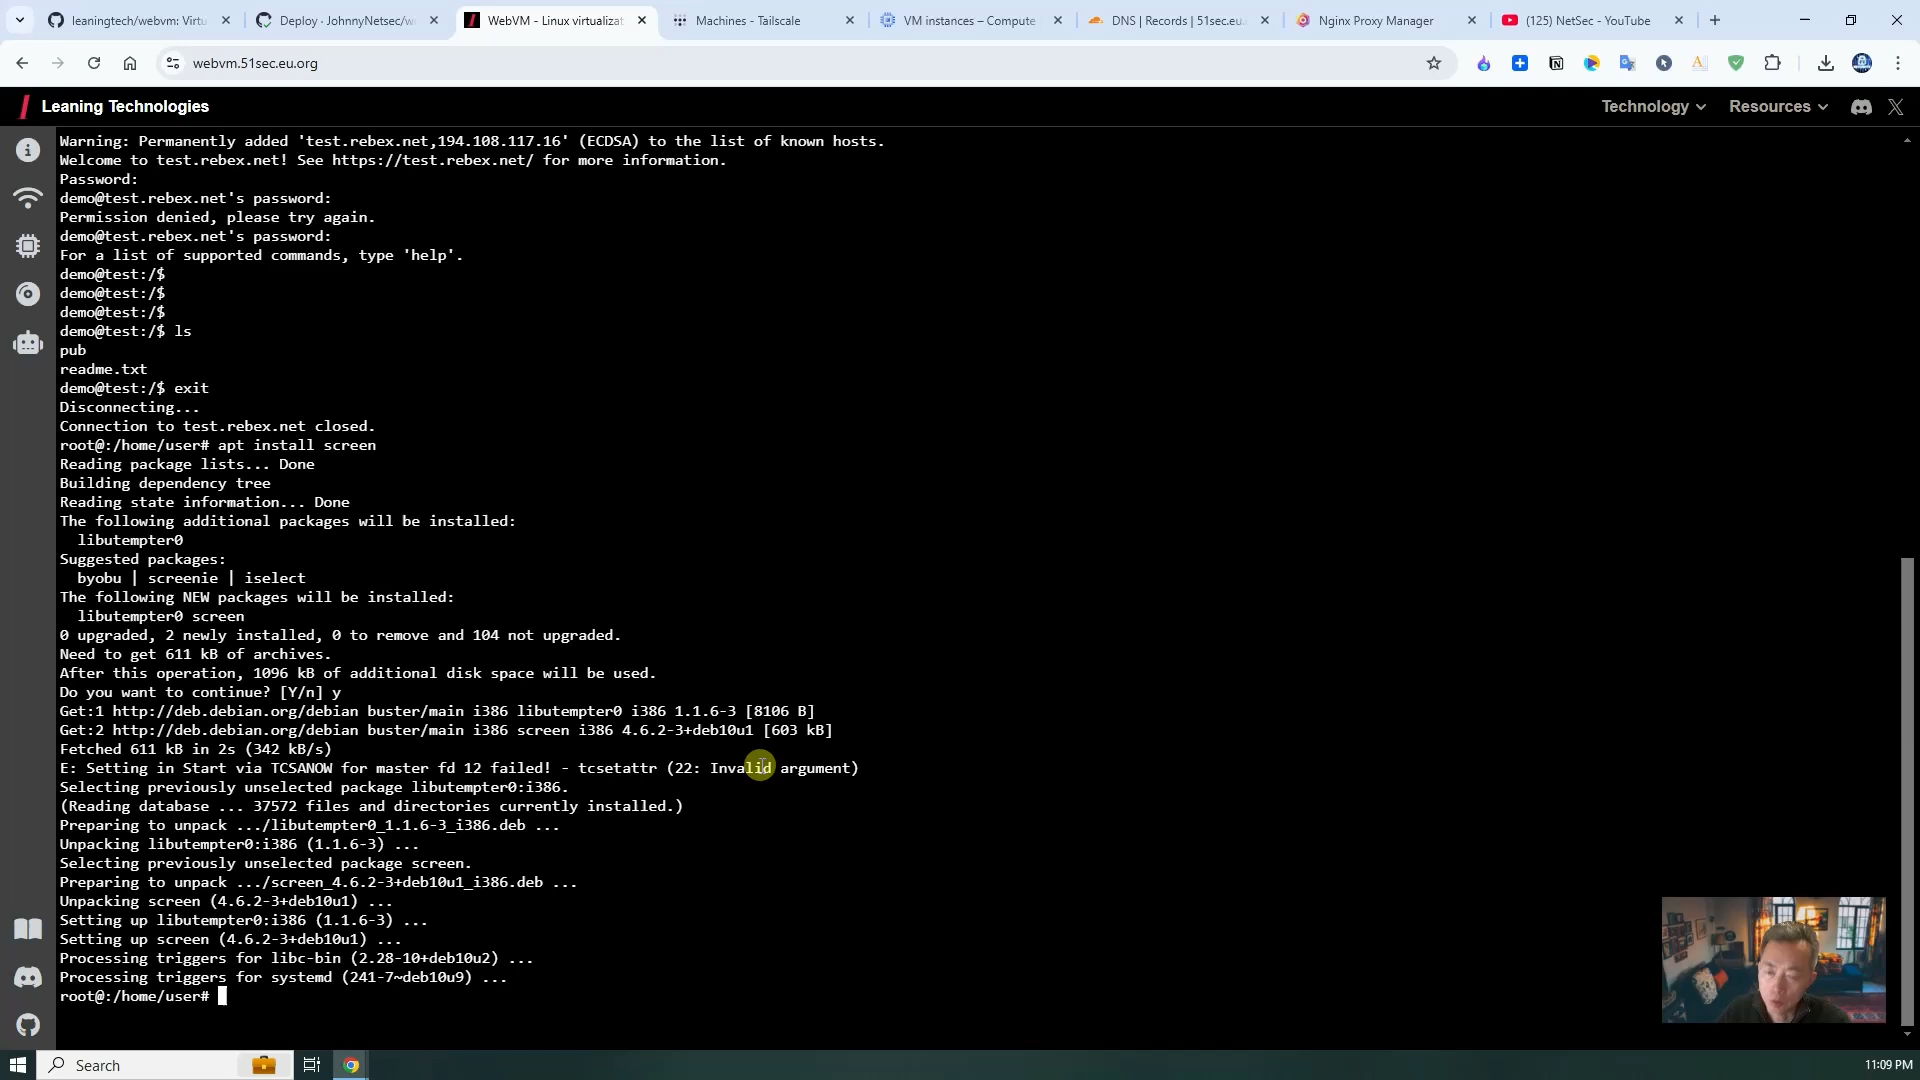 leaningtech/webvm: Virtu
Deploy · JohnnyNetsec/w
WebVM - Linux virtualizat
Machines - Tailscale
VM instances – Compute
DNS | Records | 51sec.eu.
Nginx Proxy Manager
(125) NetSec - YouTube
webvm.51sec.eu.org
Leaning Technologies
Technology
Resources
Warning: Permanently added 'test.rebex.net,194.108.117.16' (ECDSA) to the list of known hosts.
Welcome to test.rebex.net! See https://test.rebex.net/ for more information.
Password:
demo@test.rebex.net's password:
Permission denied, please try again.
demo@test.rebex.net's password:
For a list of supported commands, type 'help'.
demo@test:/$
demo@test:/$
demo@test:/$
demo@test:/$ ls
pub
readme.txt
demo@test:/$ exit
Disconnecting...
Connection to test.rebex.net closed.
root@:/home/user# apt install screen
Reading package lists... Done
Building dependency tree
Reading state information... Done
The following additional packages will be installed:
libutempter0
Suggested packages:
byobu | screenie | iselect
The following NEW packages will be installed:
libutempter0 screen
0 upgraded, 2 newly installed, 0 to remove and 104 not upgraded.
Need to get 611 kB of archives.
After this operation, 1096 kB of additional disk space will be used.
Do you want to continue? [Y/n] y
Get:1 http://deb.debian.org/debian buster/main i386 libutempter0 i386 1.1.6-3 [8106 B]
Get:2 http://deb.debian.org/debian buster/main i386 screen i386 4.6.2-3+deb10u1 [603 kB]
Fetched 611 kB in 2s (342 kB/s)
E: Setting in Start via TCSANOW for master fd 12 failed! - tcsetattr (22: Invalid argument)
Selecting previously unselected package libutempter0:i386.
(Reading database ... 37572 files and directories currently installed.)
Preparing to unpack .../libutempter0_1.1.6-3_i386.deb ...
Unpacking libutempter0:i386 (1.1.6-3) ...
Selecting previously unselected package screen.
Preparing to unpack .../screen_4.6.2-3+deb10u1_i386.deb ...
Unpacking screen (4.6.2-3+deb10u1) ...
Setting up libutempter0:i386 (1.1.6-3) ...
Setting up screen (4.6.2-3+deb10u1) ...
Processing triggers for libc-bin (2.28-10+deb10u2) ...
Processing triggers for systemd (241-7~deb10u9) ...
root@:/home/user#
Search
11:09 PM